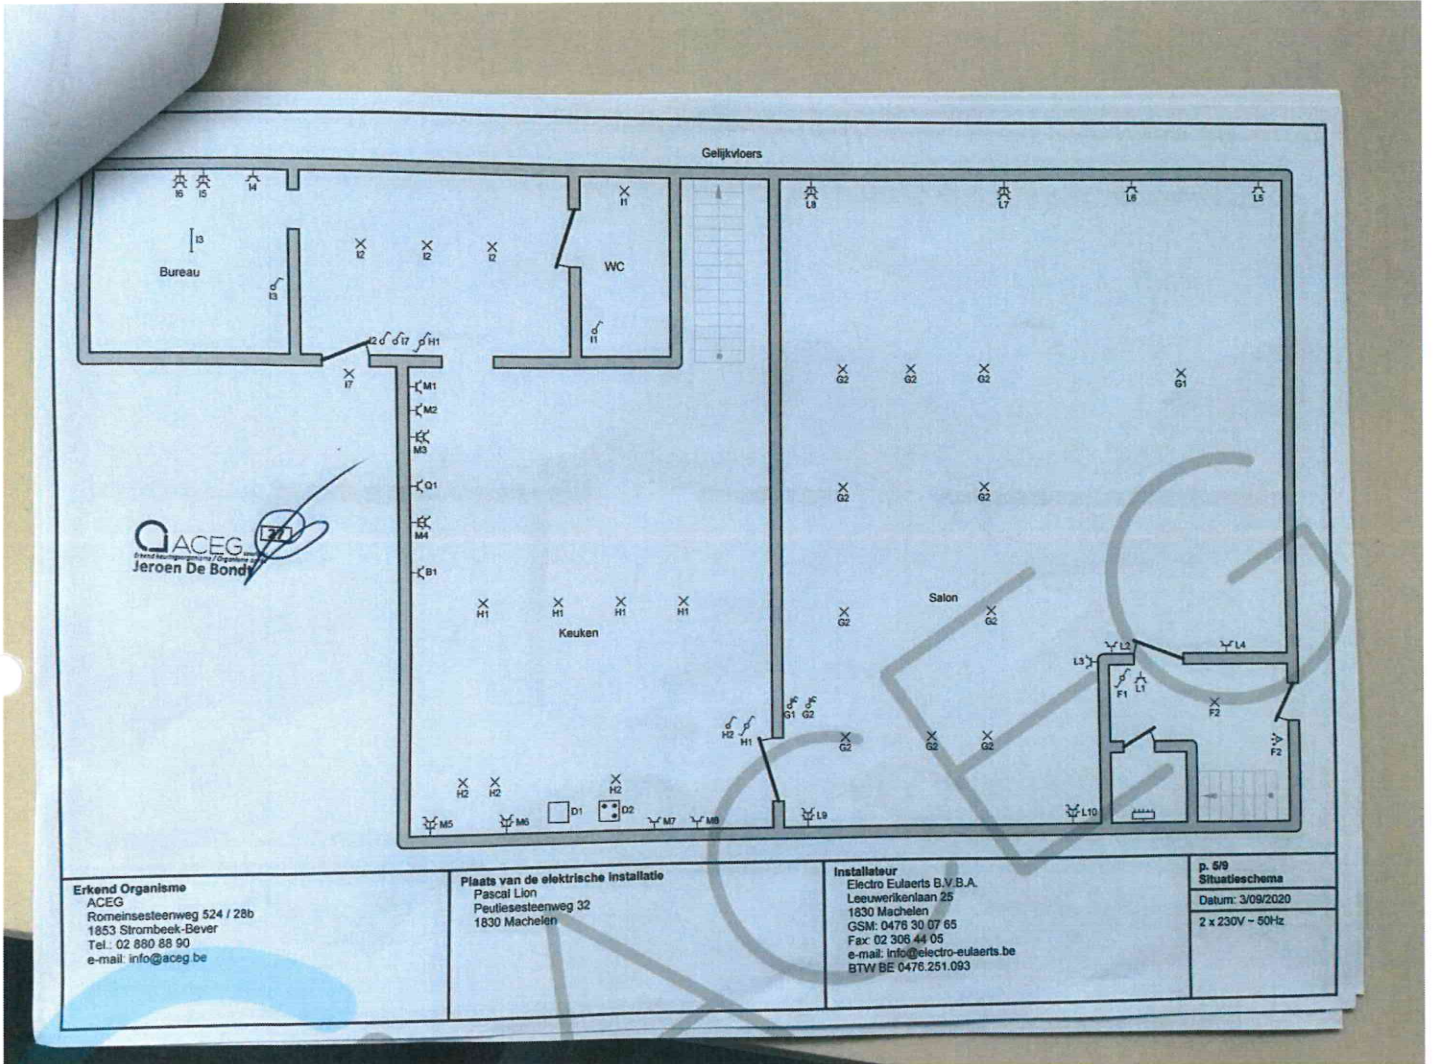 Gelijkvloers
I6 I5 I4
I1
L8 L7 L6 L5
I3
I2 I2 I2
Bureau
WC
I3
I1
I2 I7 H1
I7
M1
M2
M3
Q1
M4
B1
G2 G2 G2 G1
G2 G2
ACEG
27
Jeroen De Bondt
H1 H1 H1 H1
Keuken
Salon
G2 G2
L2 L4
L3
F1 L1
F2
G1 G2
H2 H1
G2 G2 G2
F2
H2 H2 H2
D1 D2
M5 M6 M7 M8 L9 L10
Erkend Organisme
ACEG
Romeinsesteenweg 524 / 28b
1853 Strombeek-Bever
Tel.: 02 880 88 90
e-mail: info@aceg.be
Plaats van de elektrische installatie
Pascal Lion
Peutiesesteenweg 32
1830 Machelen
Installateur
Electro Eulaerts B.V.B.A.
Leeuwerikenlaan 25
1830 Machelen
GSM: 0476 30 07 65
Fax: 02 306 44 05
e-mail: info@electro-eulaerts.be
BTW BE 0476.251.093
p. 5/9
Situatieschema
Datum: 3/09/2020
2 x 230V ~ 50Hz
ACEG